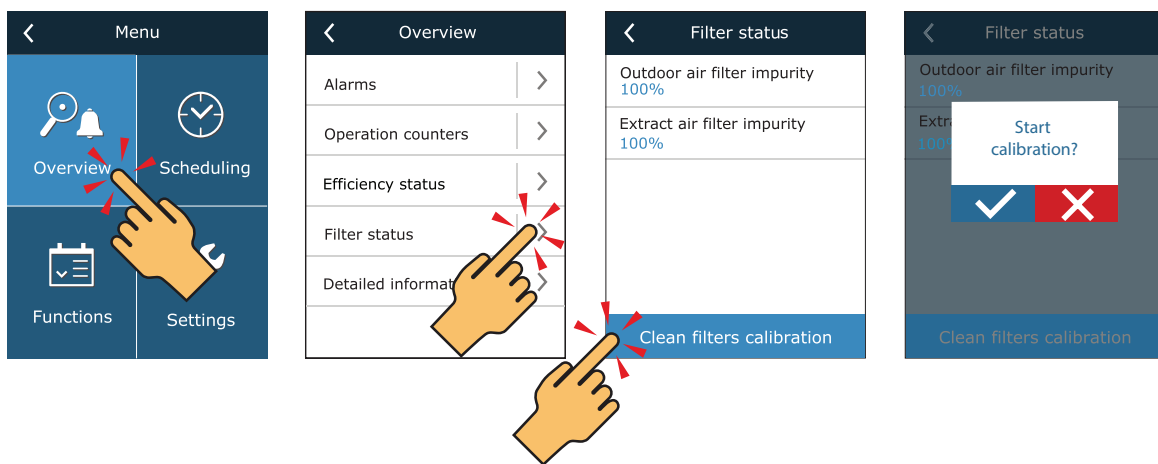 Menu
Overview
Scheduling
Functions
Settings
Overview
Alarms
Operation counters
Efficiency status
Filter status
Detailed informat
Filter status
Outdoor air filter impurity
100%
Extract air filter impurity
100%
Clean filters calibration
Filter status
Outdoor air filter impurity
100%
Extra
100%
Start
calibration?
Clean filters calibration